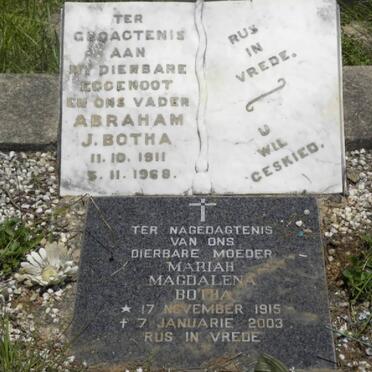 TER
GEDAGTENIS
AAN
MY DIERBARE
EGGENOOT
EN ONS VADER
ABRAHAM
J. BOTHA
11. 10. 1911
5. 11. 1968.
RUS
IN
VREDE.
U
WIL
GESKIED.
TER NAGEDAGTENIS
VAN ONS
DIERBARE MOEDER
MARIAH
MAGDALENA
BOTHA
* 17 NOVEMBER 1915
† 7 JANUARIE 2003
RUS IN VREDE